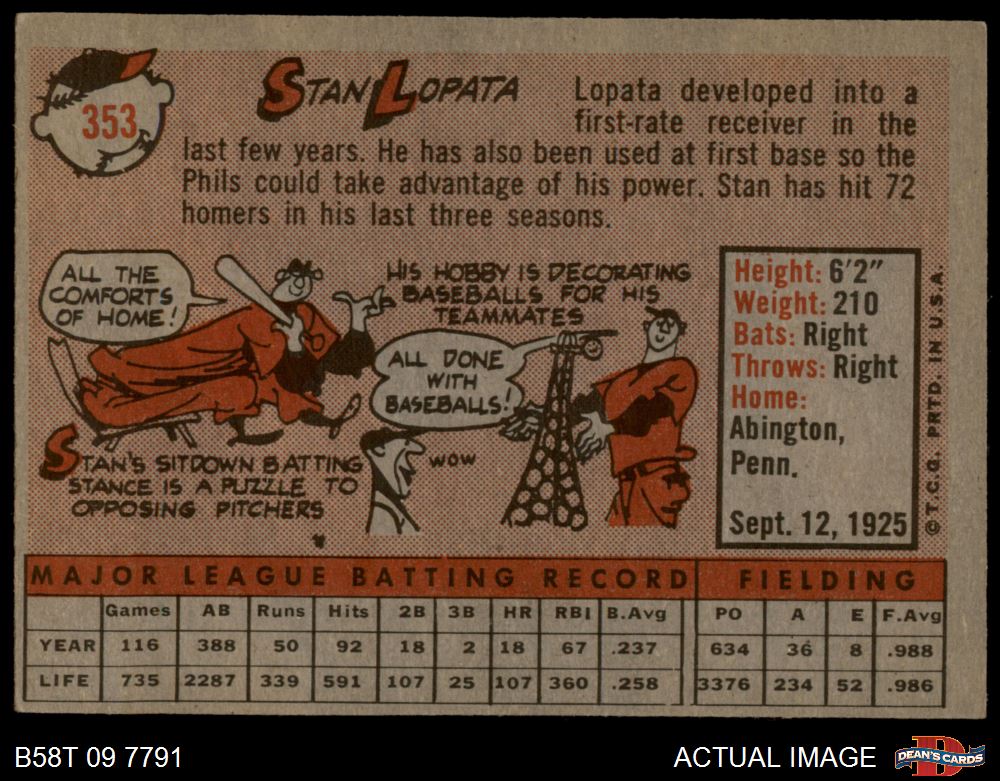 353
STAN LOPATA
Lopata developed into a
first-rate receiver in the
last few years. He has also been used at first base so the
Phils could take advantage of his power. Stan has hit 72
homers in his last three seasons.
ALL THE
COMFORTS
OF HOME!
STAN'S SITDOWN BATTING
STANCE IS A PUZZLE TO
OPPOSING PITCHERS
HIS HOBBY IS DECORATING
BASEBALLS FOR HIS
TEAMMATES
ALL DONE
WITH
BASEBALLS!
WOW
Height: 6'2"
Weight: 210
Bats: Right
Throws: Right
Home:
Abington,
Penn.
Sept. 12, 1925
© T.C.G. PRTD. IN U.S.A.
MAJOR LEAGUE BATTING RECORD FIELDING
Games AB Runs Hits 2B 3B HR RBI B.Avg PO A E F.Avg
YEAR 116 388 50 92 18 2 18 67 .237 634 36 8 .988
LIFE 735 2287 339 591 107 25 107 360 .258 3376 234 52 .986
B58T 09 7791
ACTUAL IMAGE
DEAN'S CARDS